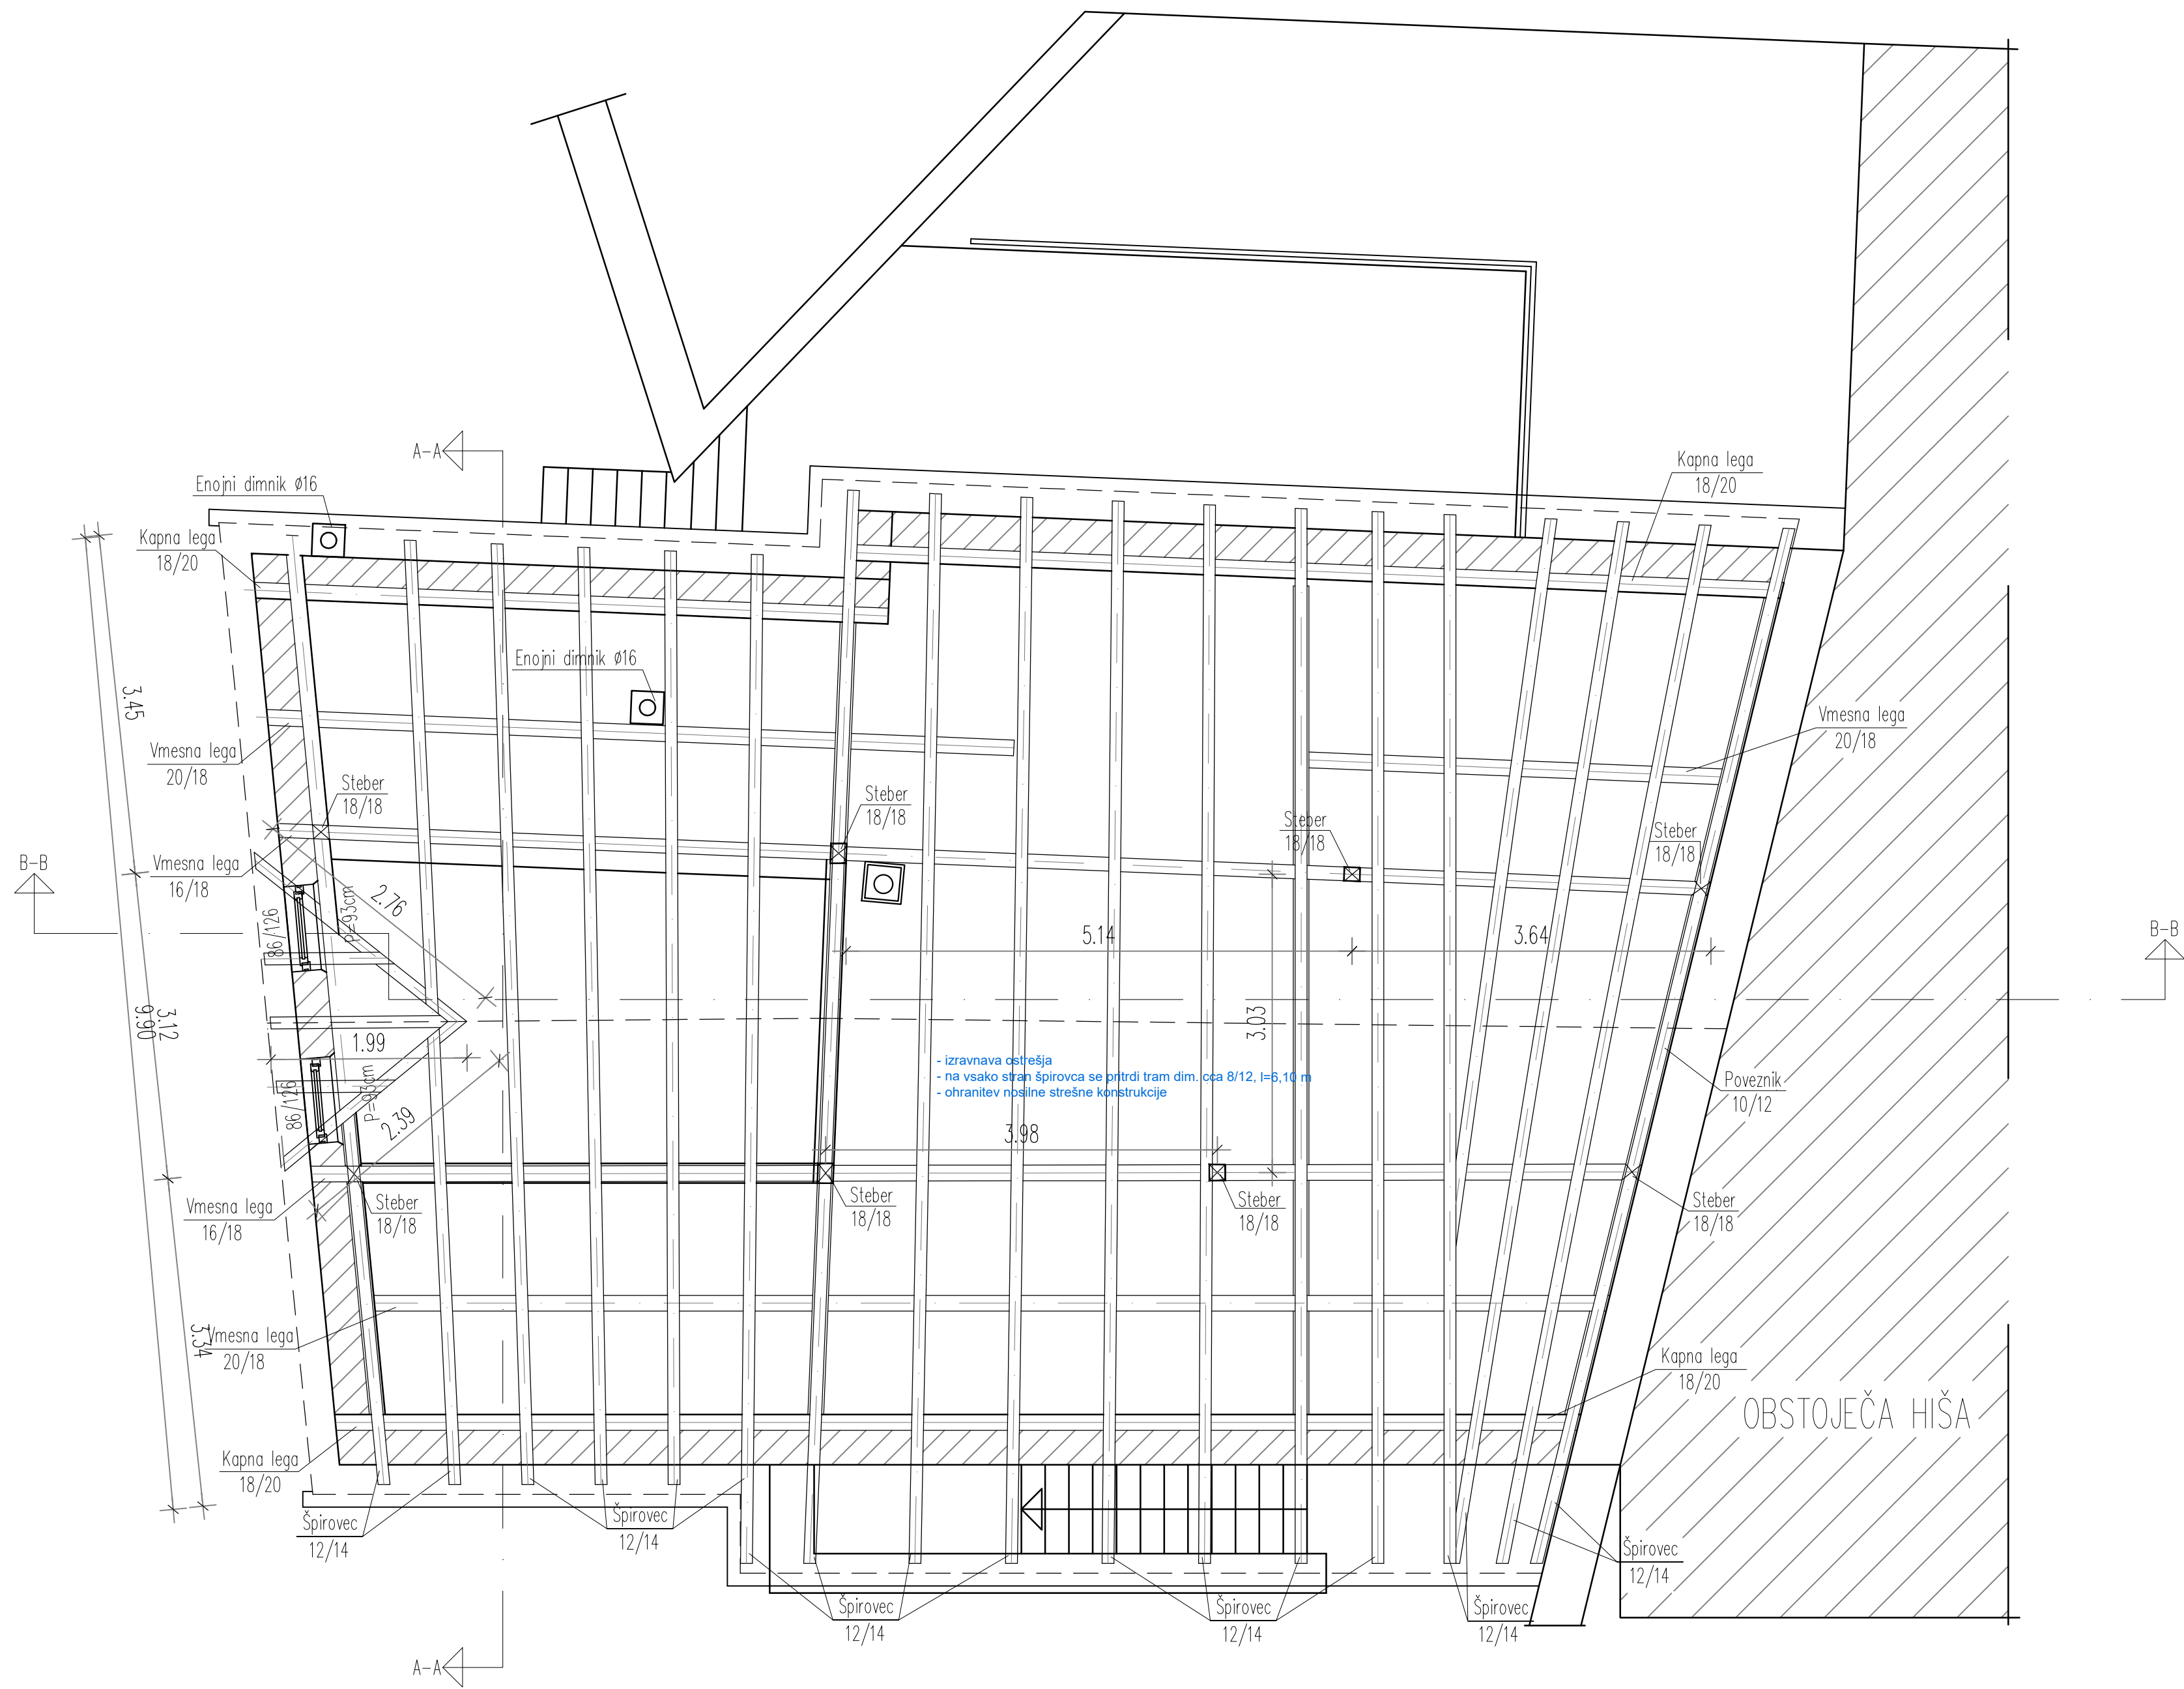 A-A
Kapna lega
18/20
Enojni dimnik ø16
Kapna lega
18/20
Enojni dimnik ø16
3.45
Vmesna lega
20/18
Vmesna lega
20/18
Steber
18/18
Steber
18/18
Steber
18/18
Steber
18/18
B-B
Vmesna lega
16/18
2.76
P=93cm
86/126
5.14
3.64
B-B
3.12
9.90
3.03
1.99
- izravnava ostrešja
- na vsako stran špirovca se pritrdi tram dim. cca 8/12, l=6,10 m
- ohranitev nosilne strešne konstrukcije
P=93cm
86/126
2.39
Poveznik
10/12
3.98
Vmesna lega
16/18
Steber
18/18
Steber
18/18
Steber
18/18
Steber
18/18
3.34
Vmesna lega
20/18
Kapna lega
18/20
OBSTOJEČA HIŠA
Kapna lega
18/20
Špirovec
12/14
Špirovec
12/14
Špirovec
12/14
Špirovec
12/14
Špirovec
12/14
Špirovec
12/14
A-A